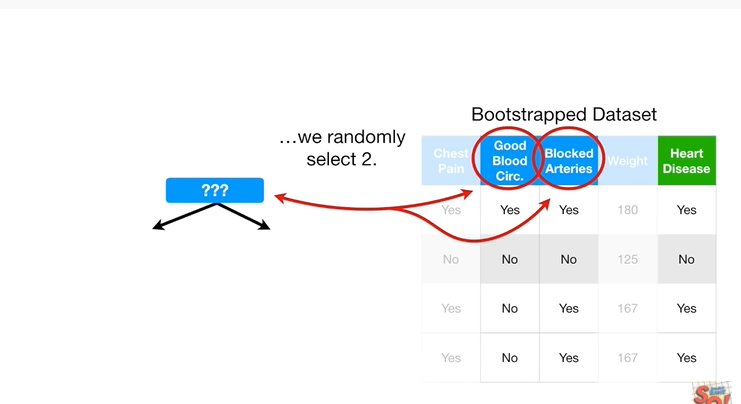 Bootstrapped Dataset
...we randomly
select 2.
Chest
Pain
Good
Blood
Circ.
Blocked
Arteries
Weight
Heart
Disease
???
Yes Yes Yes 180 Yes
No No No 125 No
Yes No Yes 167 Yes
Yes No Yes 167 Yes